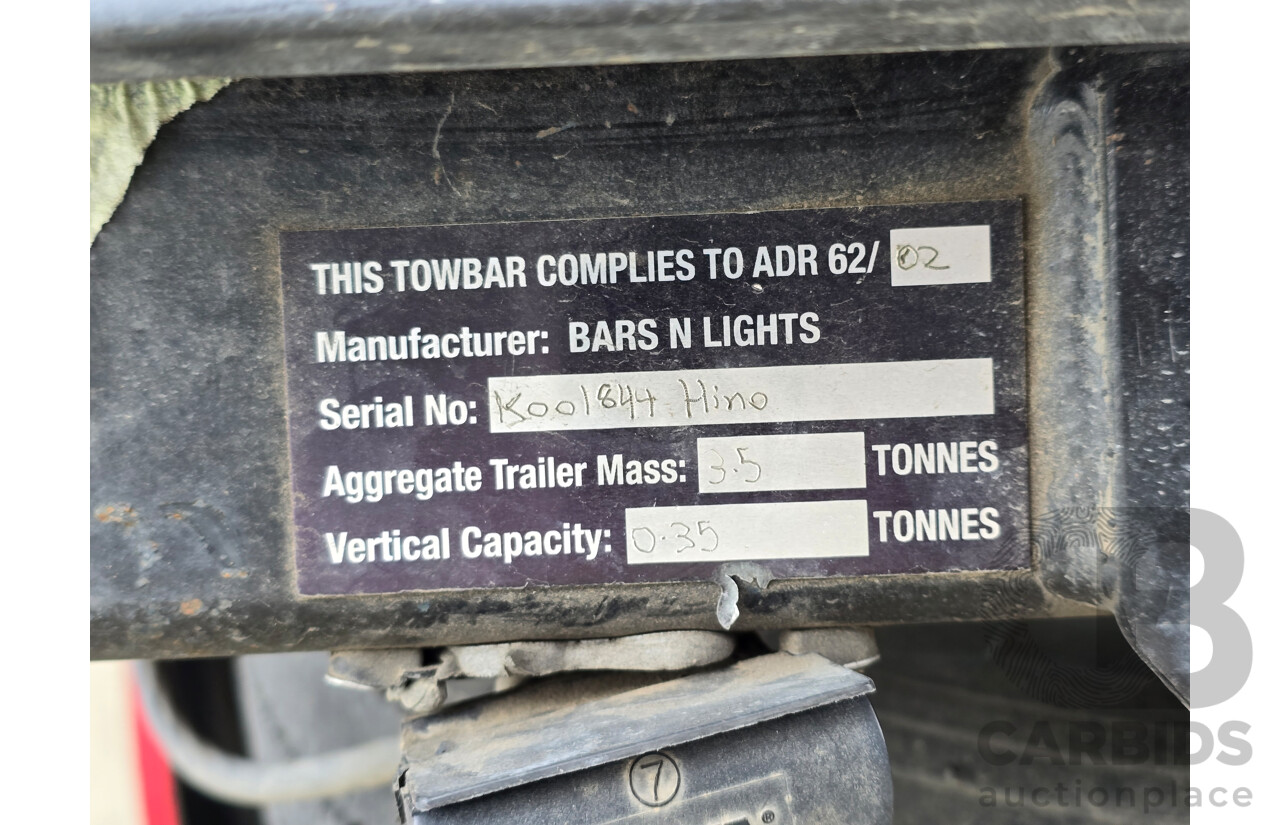 THIS TOWBAR COMPLIES TO ADR 62/ 02
Manufacturer: BARS N LIGHTS
Serial No: K001844 Hino
Aggregate Trailer Mass: 3.5 TONNES
Vertical Capacity: 0.35 TONNES
7
®
CB
CARBIDS
auctionplace